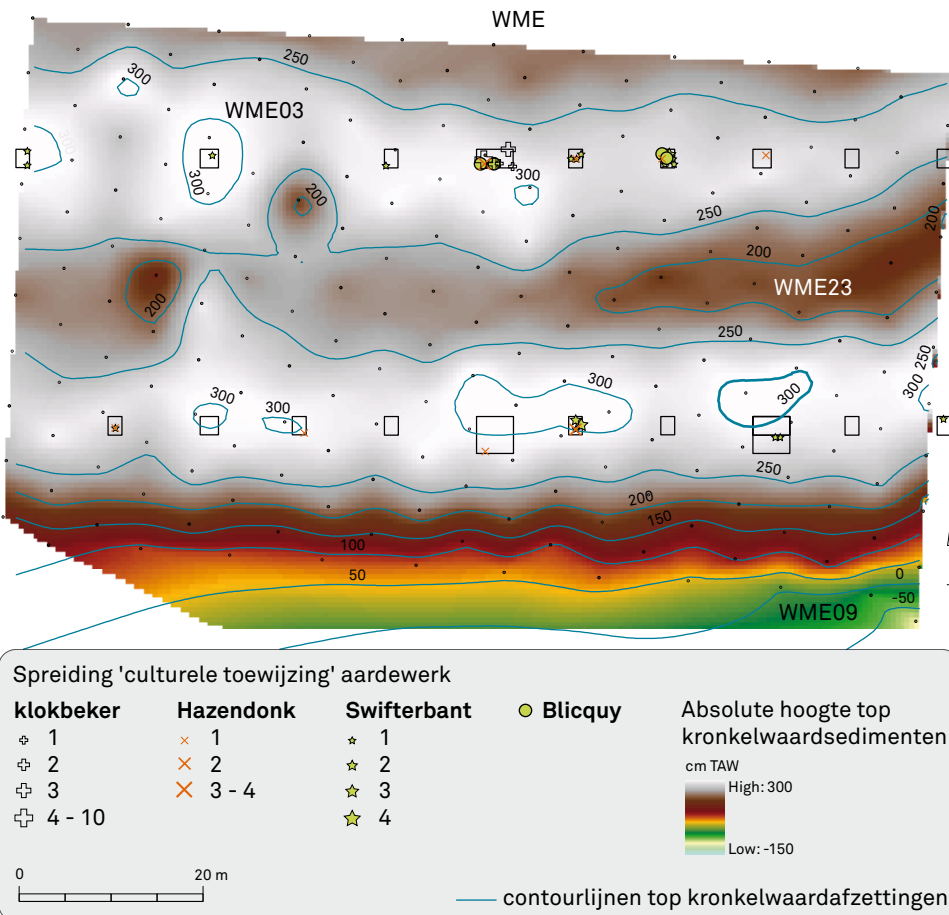 WME
250
300
WME03
300
300
300
200
250
200
200
WME23
200
250
250
300
300
300
300
300
250
200
150
100
50
0
-50
WME09
Spreiding 'culturele toewijzing' aardewerk
klokbeker Hazendonk Swifterbant Blicquy
1 1 1
2 2 2
3 3 - 4 3
4 - 10 4
Absolute hoogte top
kronkelwaardsedimenten
cm TAW
High: 300
Low: -150
0 20 m
contourlijnen top kronkelwaardafzettingen